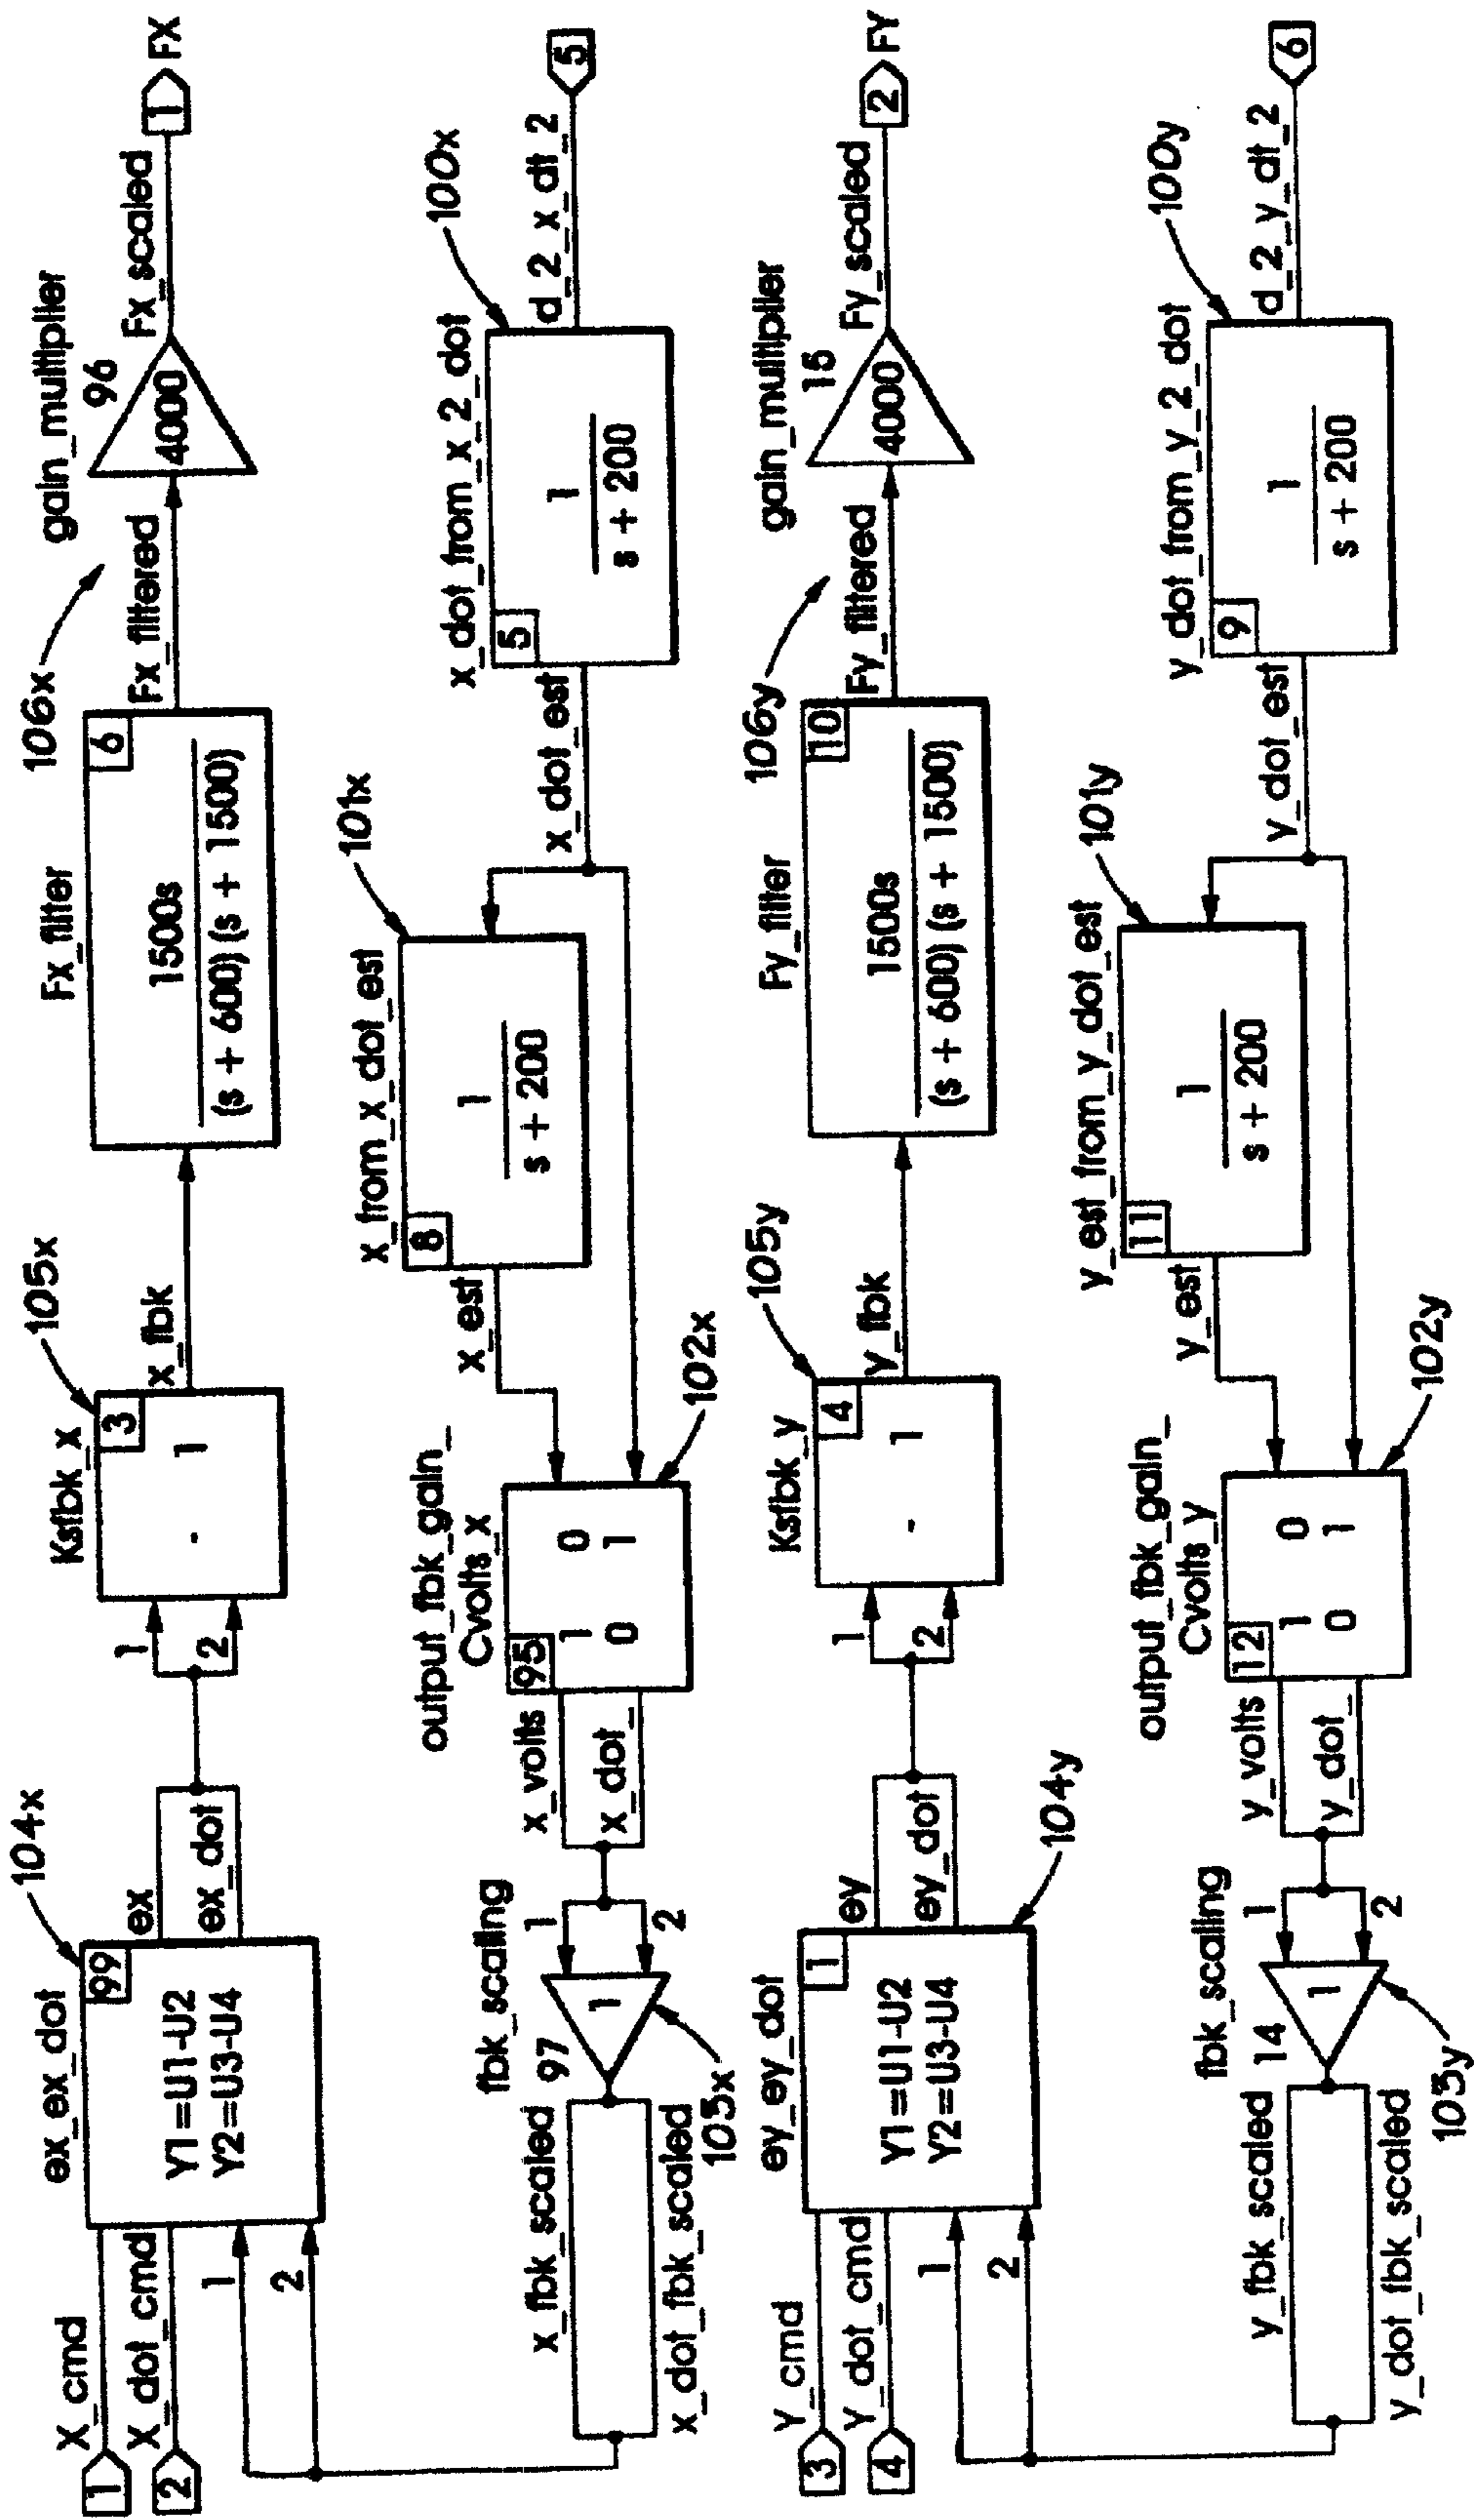 106x
gain_multiplier
96
Fx_filter
Fx_filtered
Fx_scaled
105x
Ksfbk_x
x_fbk
6
1500s
(s + 600)(s + 1500)
4000
1
FX
104x
ex_ex_dot
99
Y1=U1-U2
Y2=U3-U4
ex
ex_dot
1
2
3
. 1
X_cmd
1
X_dot_cmd
2
1
2
101x
x_from_x_dot_est
8
1
s + 200
x_dot_from_x_2_dot
100x
5
1
s + 200
d_2_x_dt_2
5
x_dot_est
x_est
output_fbk_gain_
Cvolts_x
95
1 0
0 1
102x
x_volts
x_dot_
fbk_scaling
97
1
2
1
103x
x_fbk_scaled
x_dot_fbk_scaled
106y
gain_multiplier
15
Fy_filter
Fy_filtered
Fy_scaled
105y
Ksfbk_y
y_fbk
10
1500s
(s + 600)(s + 1500)
4000
2
FY
ey_ey_dot
1
Y1=U1-U2
Y2=U3-U4
ey
ey_dot
1
2
4
. 1
104y
Y_cmd
3
Y_dot_cmd
4
1
2
101y
y_est_from_y_dot_est
11
1
s + 200
y_dot_from_y_2_dot
100y
9
1
s + 200
d_2_y_dt_2
6
y_dot_est
y_est
output_fbk_gain_
Cvolts_y
12
1 0
0 1
102y
y_volts
y_dot_
fbk_scaling
14
1
2
1
103y
y_fbk_scaled
y_dot_fbk_scaled